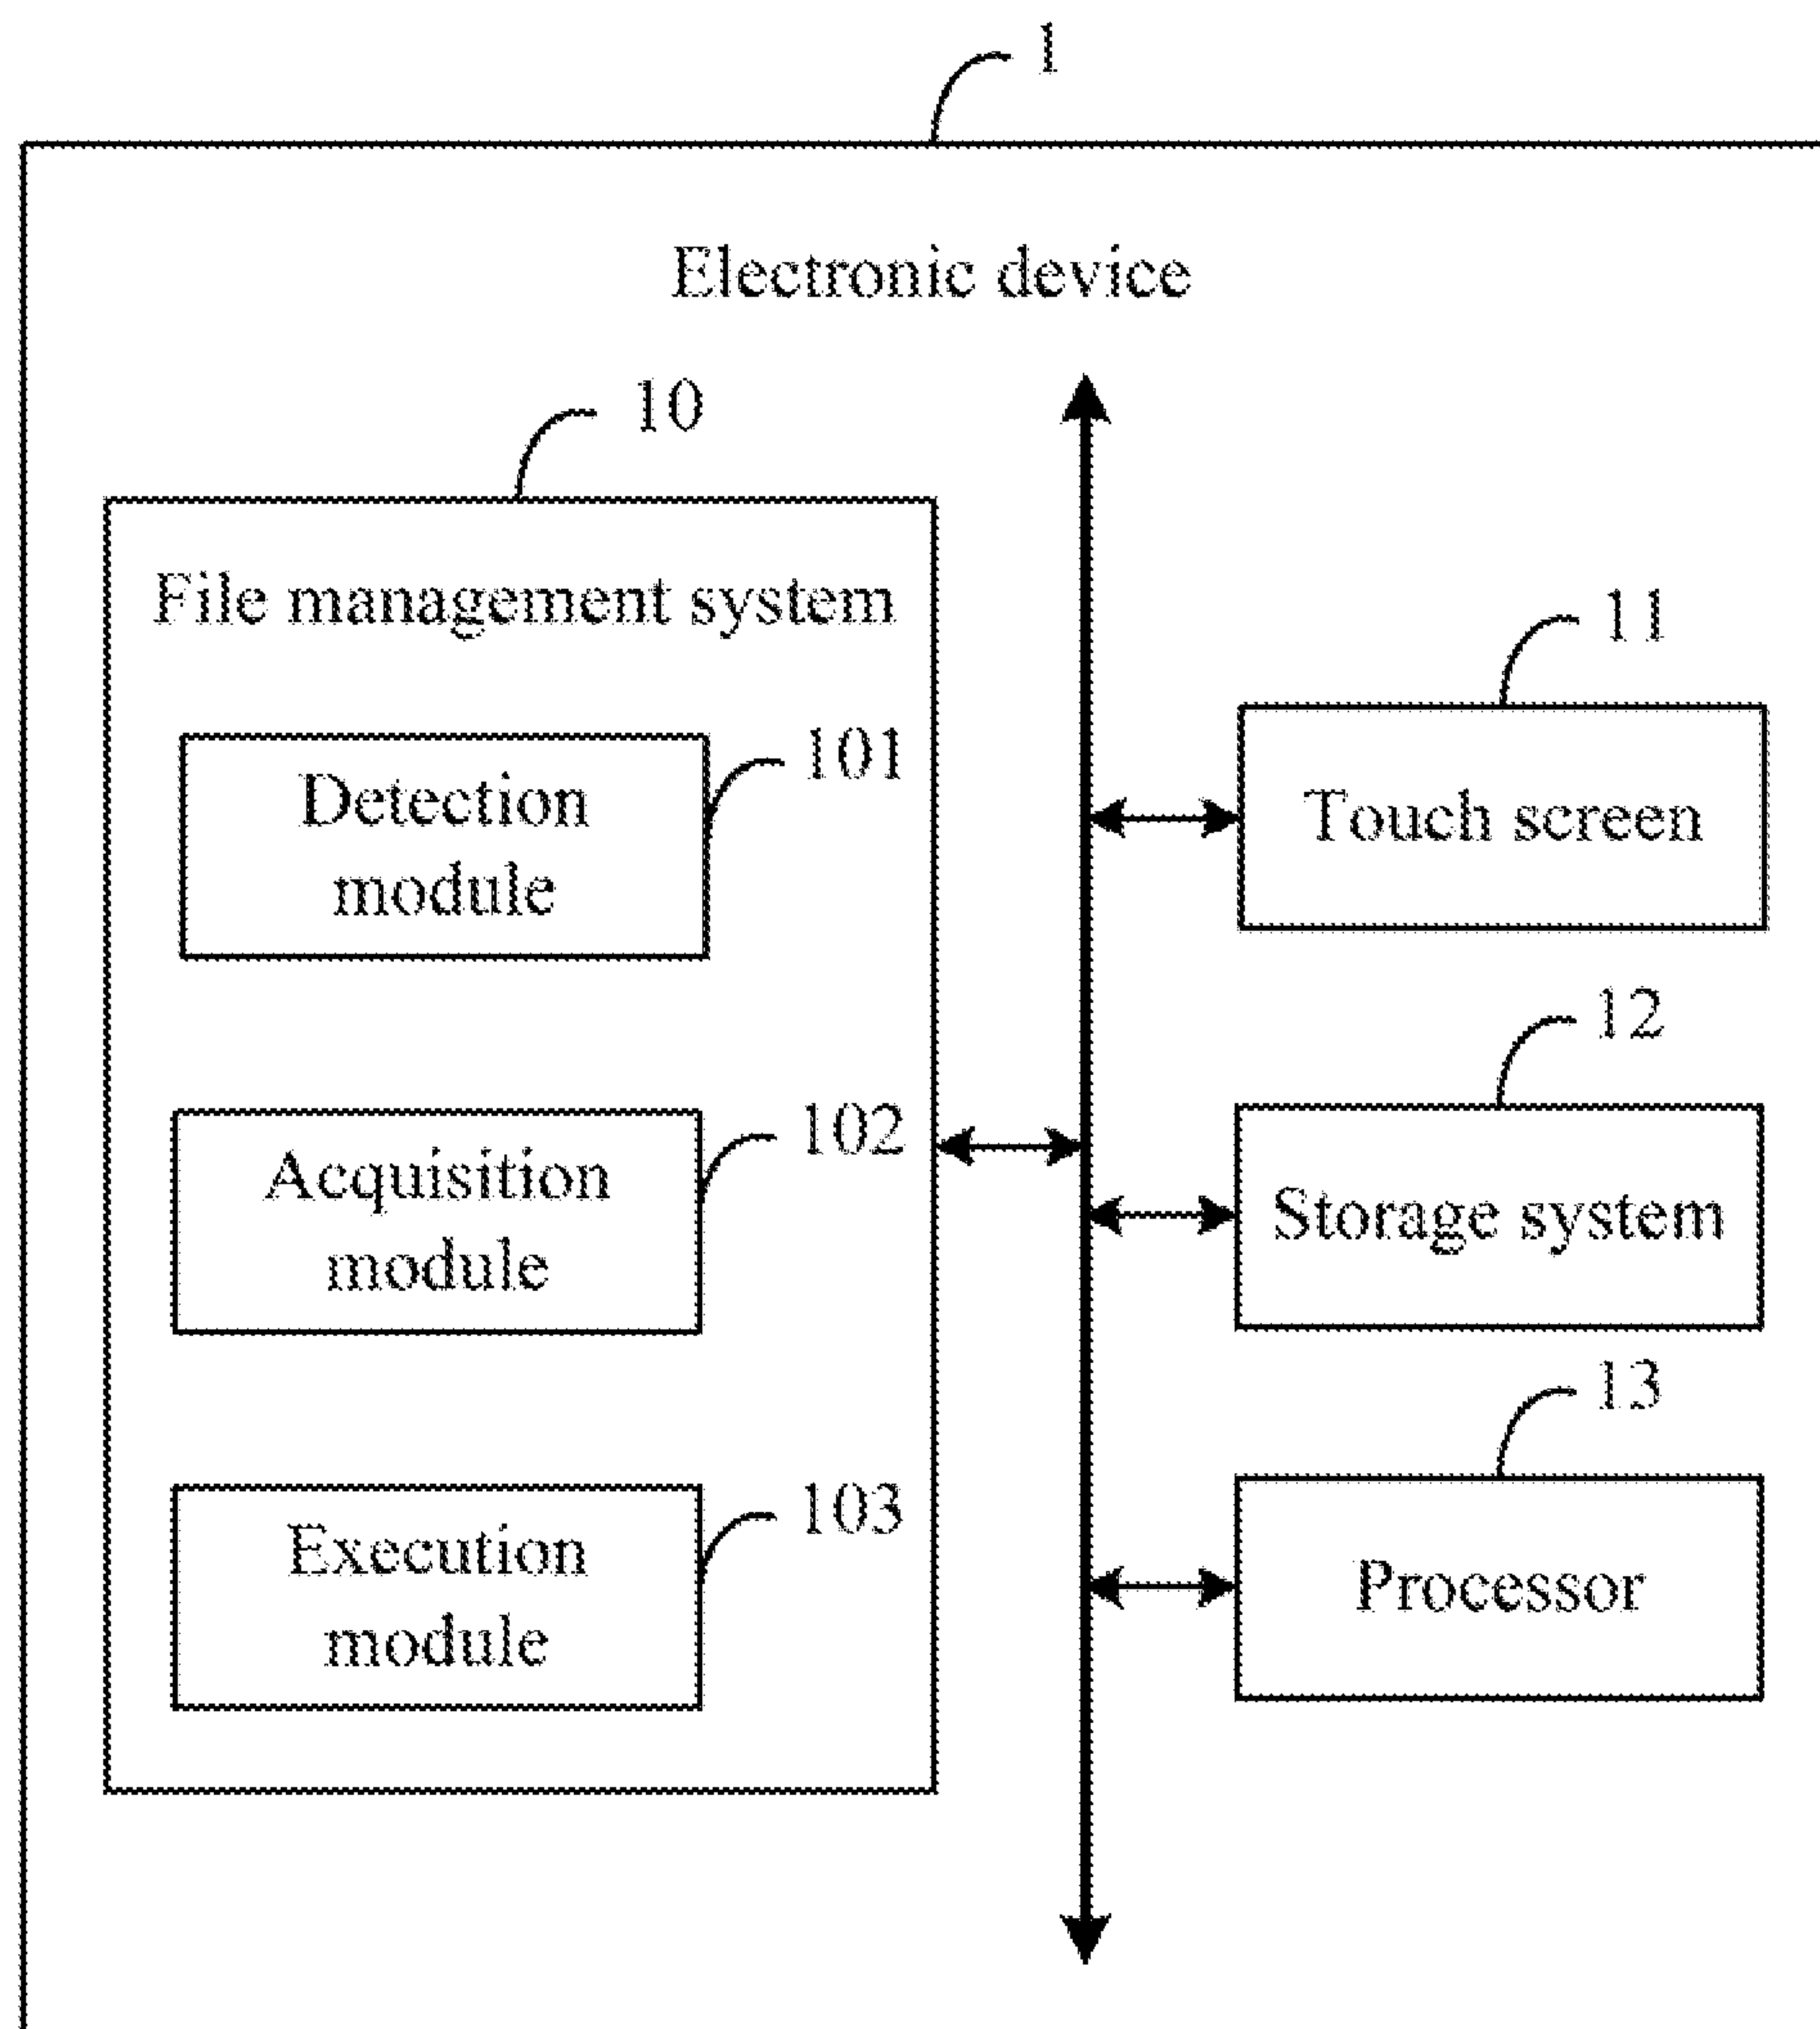 1
Electronic device
10
File management system
101
Detection
module
102
Acquisition
module
103
Execution
module
11
Touch screen
12
Storage system
13
Processor